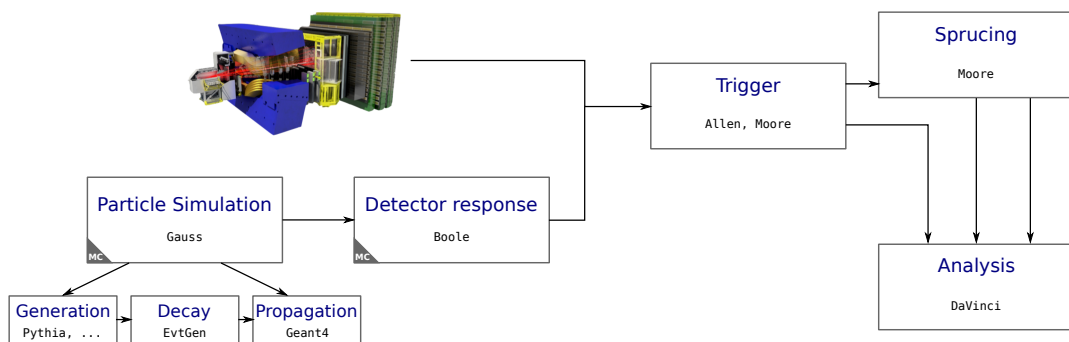 Sprucing
Moore
Trigger
Allen, Moore
Particle Simulation
Gauss
MC
Detector response
Boole
MC
Analysis
DaVinci
Generation
Pythia, ...
Decay
EvtGen
Propagation
Geant4